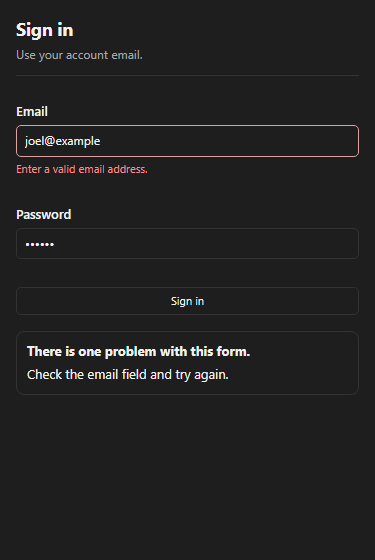 Sign in
Use your account email.
Email
joel@example
Enter a valid email address.
Password
••••••
Sign in
There is one problem with this form.
Check the email field and try again.